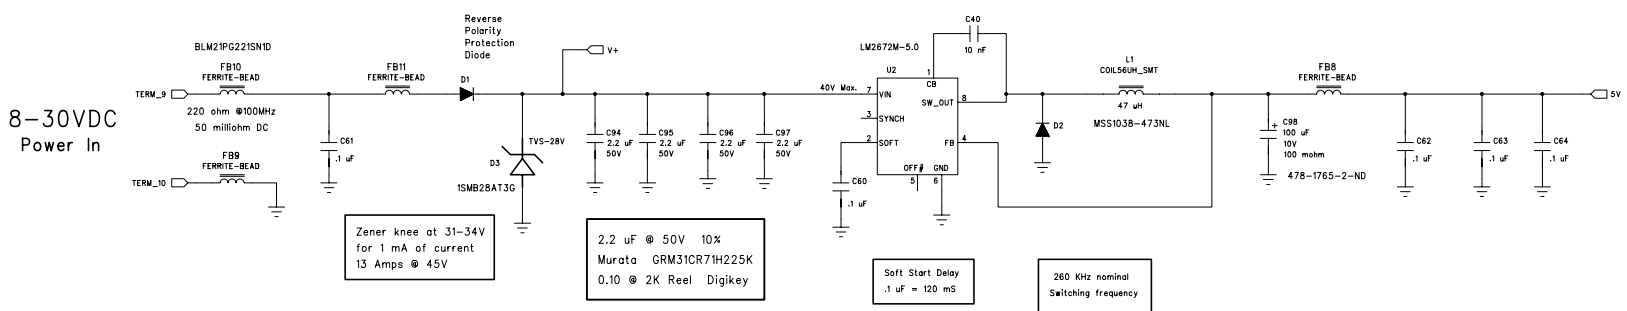 8-30VDC
Power In
BLM21PG221SN1D
FB10
FERRITE-BEAD
TERM_9
220 ohm @100MHz
50 milliohm DC
FB9
FERRITE-BEAD
TERM_10
C61
.1 uF
FB11
FERRITE-BEAD
Reverse
Polarity
Protection
Diode
D1
V+
TVS-28V
D3
1SMB28AT3G
Zener knee at 31-34V
for 1 mA of current
13 Amps @ 45V
C94
2.2 uF
50V
C95
2.2 uF
50V
C96
2.2 uF
50V
C97
2.2 uF
50V
2.2 uF @ 50V 10%
Murata GRM31CR71H225K
0.10 @ 2K Reel Digikey
40V Max.
LM2672M-5.0
U2
1
CB
7
VIN
SW_OUT
8
3
SYNCH
2
SOFT
FB
4
OFF#
GND
5
6
C60
.1 uF
C40
10 nF
Soft Start Delay
.1 uF = 120 mS
D2
L1
COIL56UH_SMT
47 uH
MSS1038-473NL
260 KHz nominal
Switching frequency
+
C98
100 uF
10V
100 mohm
478-1765-2-ND
FB8
FERRITE-BEAD
C62
.1 uF
C63
.1 uF
C64
.1 uF
5V